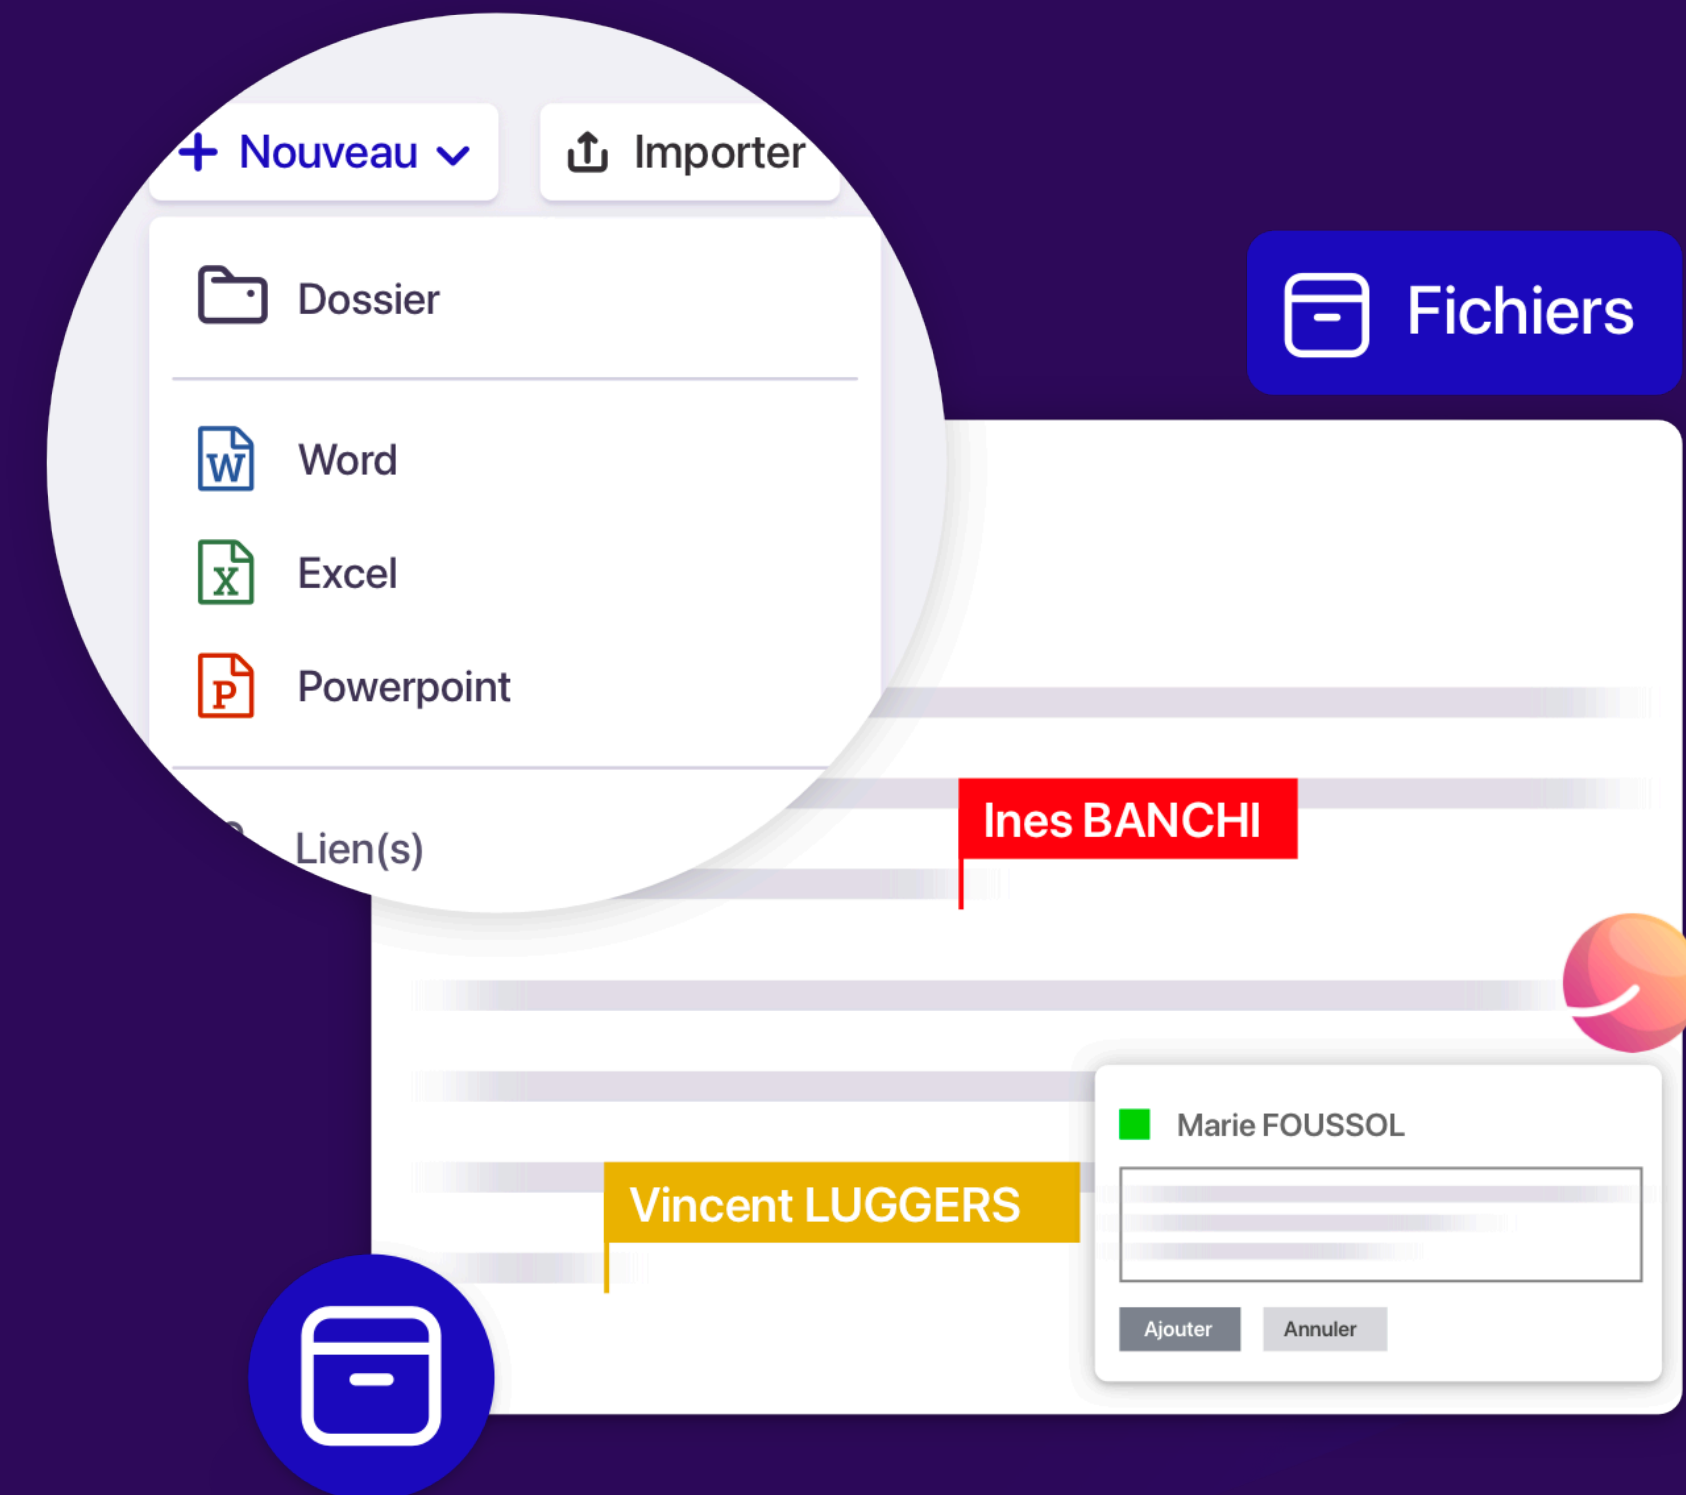 Nouveau
Importer
Dossier
Fichiers
W Word
X Excel
P Powerpoint
Lien(s)
Ines BANCHI
Marie FOUSSOL
Vincent LUGGERS
Ajouter
Annuler